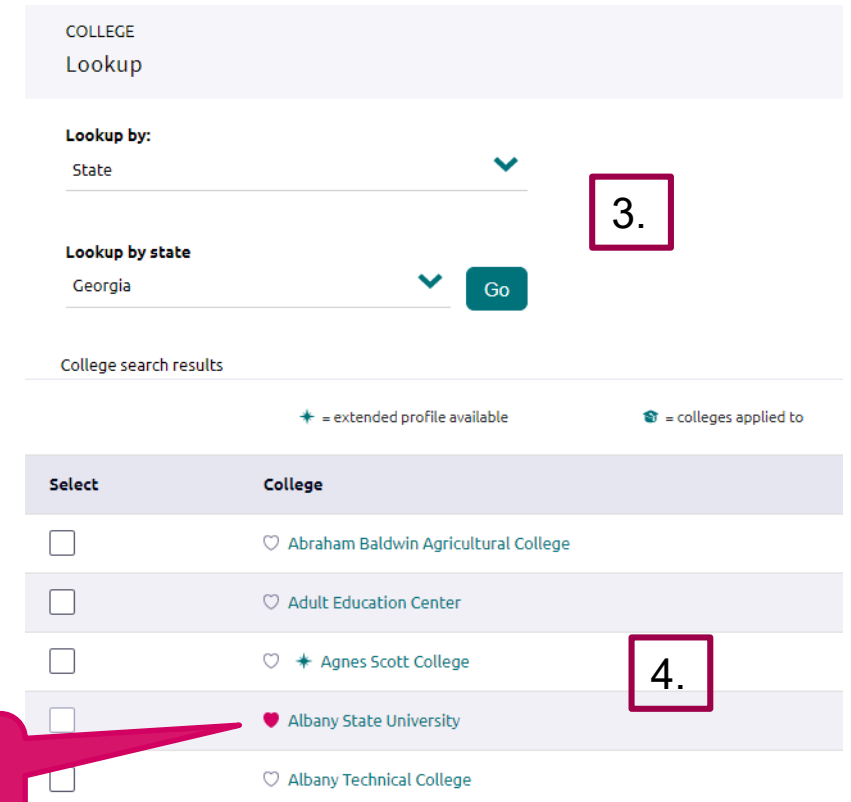 COLLEGE
Lookup
Lookup by:
State
3.
Lookup by state
Georgia
Go
College search results
= extended profile available = colleges applied to
Select College
Abraham Baldwin Agricultural College
Adult Education Center
Agnes Scott College
4.
Albany State University
Albany Technical College